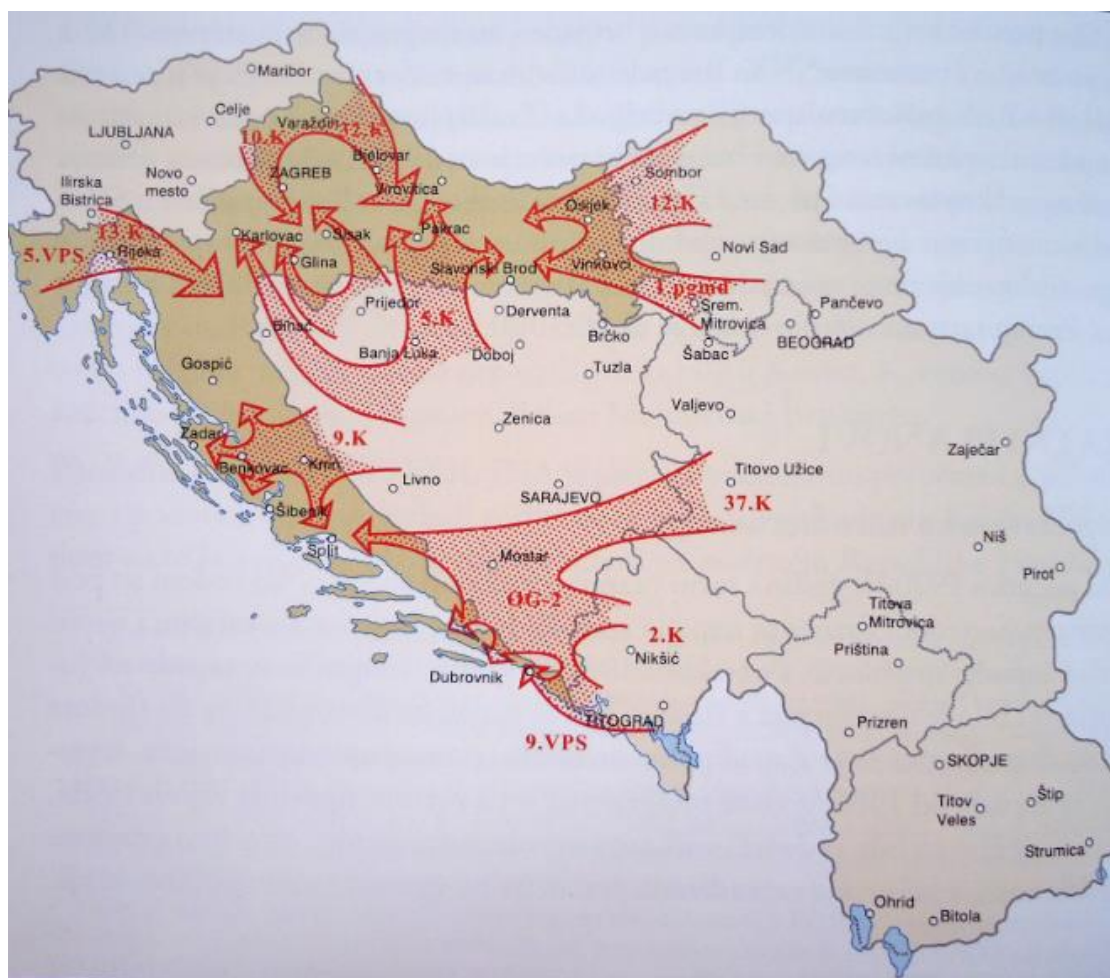 Maribor
Celje
Varaždin
LJUBLJANA
10.K
32.K
Bjelovar
Novo
mesto
ZAGREB
Virovitica
Ilirska
Bistrica
Sombor
13.K
Osijek
12.K
5.VPS
Rijeka
Karlovac
Sisak
Pakrac
Novi Sad
Glina
Slavonski Brod
Vinkovci
1.pgmd
Prijedor
5.K
Derventa
Srem.
Mitrovica
Pančevo
Bihać
Banja Luka
Doboj
Brčko
Šabac
BEOGRAD
Gospić
Tuzla
Valjevo
Zadar
9.K
Zenica
Zaječar
Benkovac
Knin
Livno
Titovo Užice
SARAJEVO
37.K
Šibenik
Split
Mostar
Niš
Pirot
OG-2
Titova
Mitrovica
2.K
Priština
Nikšić
Dubrovnik
TITOGRAD
Prizren
9.VPS
SKOPJE
Titov
Veles
Štip
Strumica
Ohrid
Bitola